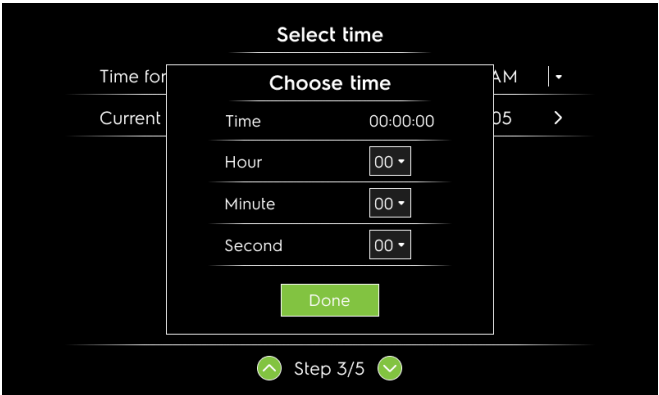 Select time
Time for AM
Choose time
Current 05
Time 00:00:00
Hour 00
Minute 00
Second 00
Done
Step 3/5